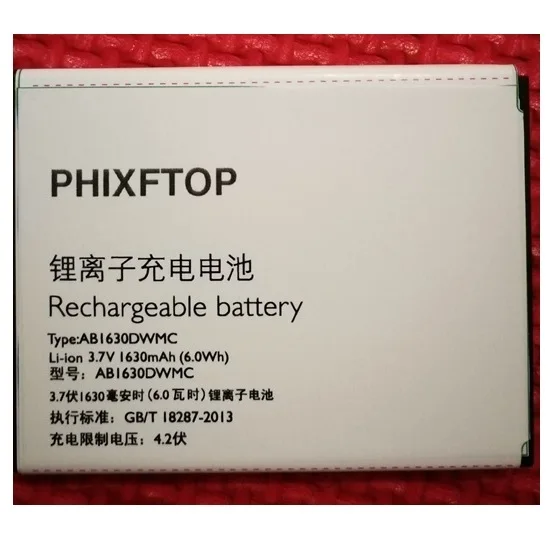 PHIXFTOP
锂离子充电电池
Rechargeable battery
Type:AB1630DWMC
Li-ion 3.7V 1630mAh (6.0Wh)
型号: AB1630DWMC
3.7伏1630毫安时(6.0瓦时)锂离子电池
执行标准: GB/T 18287-2013
充电限制电压: 4.2伏